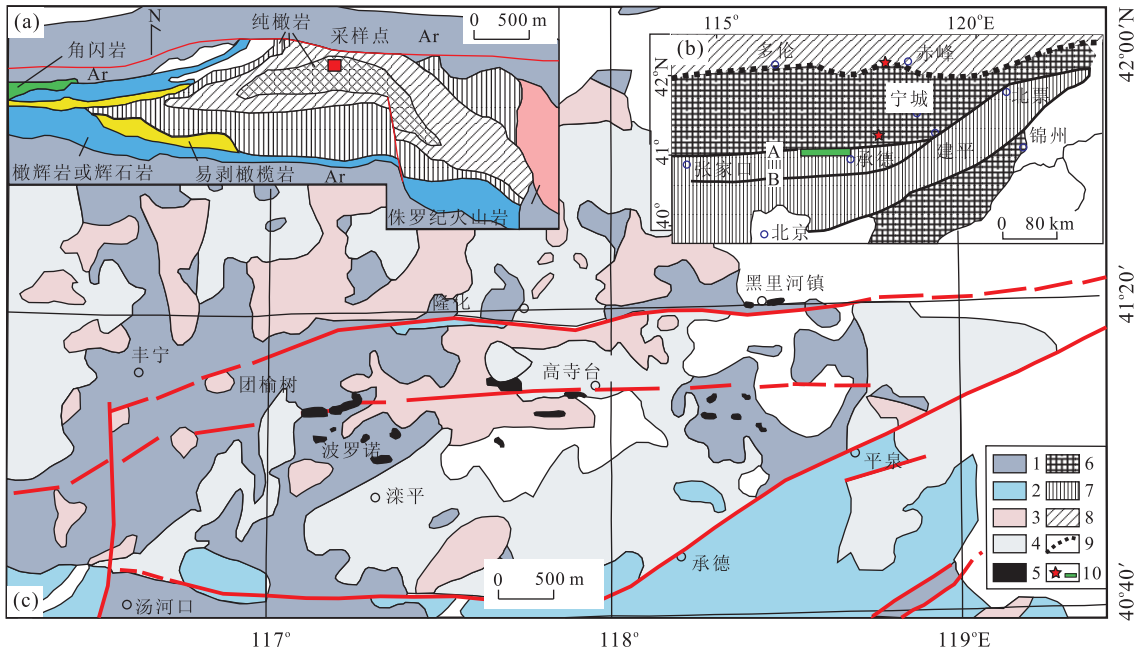 (a)
N
纯橄岩
采样点
Ar
0 500 m
角闪岩
Ar
橄辉岩或辉石岩
易剥橄榄岩
Ar
侏罗纪火山岩
115°
120°E
(b)
多伦
赤峰
42°N
宁城
北票
锦州
41°
A
承德
建平
张家口
B
40°
北京
0 80 km
42°00′N
黑里河镇
隆化
41°20′
丰宁
团榆树
高寺台
波罗诺
平泉
滦平
承德
0 500 m
(c)
汤河口
1
6
2
7
3
8
4
9
5
10
40°40′
117°
118°
119°E